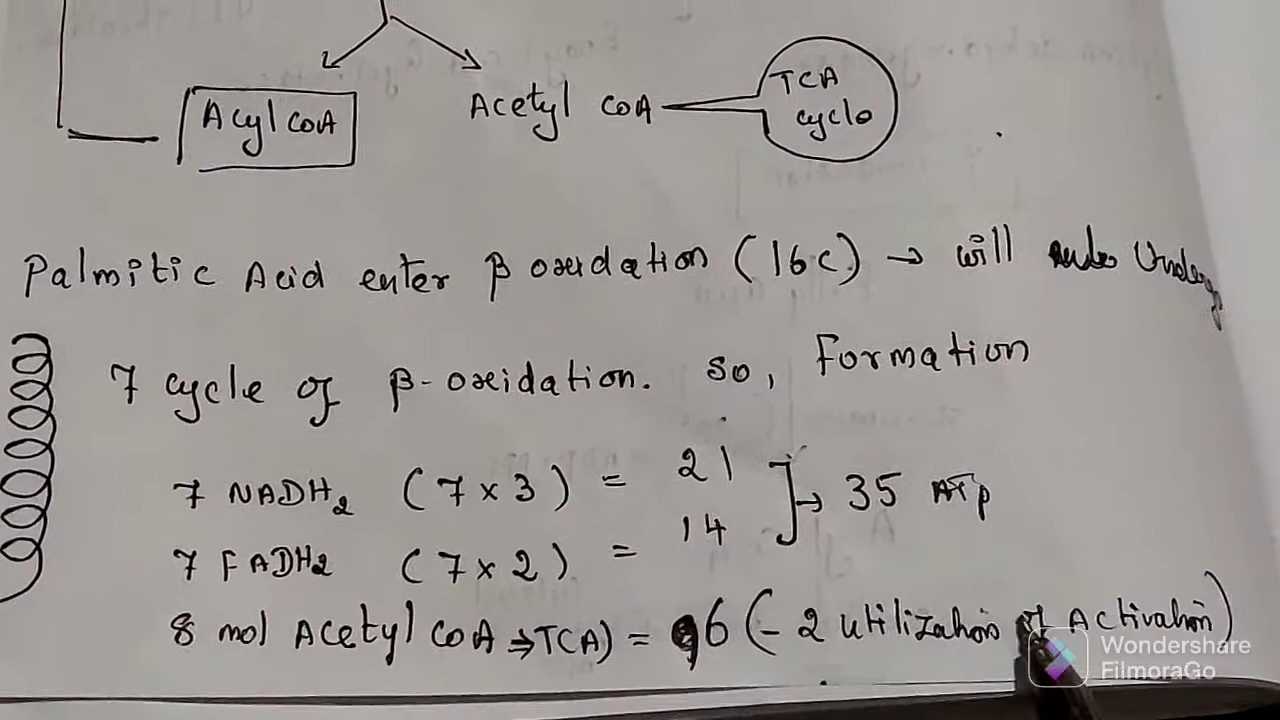 Acyl CoA
Acetyl CoA
TCA
cycle
Palmitic Acid enter β oxidation (16C) → will Undergo
7 cycle of β-oxidation. So, Formation
7 NADH2 (7 x 3) = 21
→ 35 ATP
7 FADH2 (7 x 2) = 14
8 mol Acetyl CoA ⇒ TCA) = 96 (- 2 utilization of Activation)
Wondershare
FilmoraGo